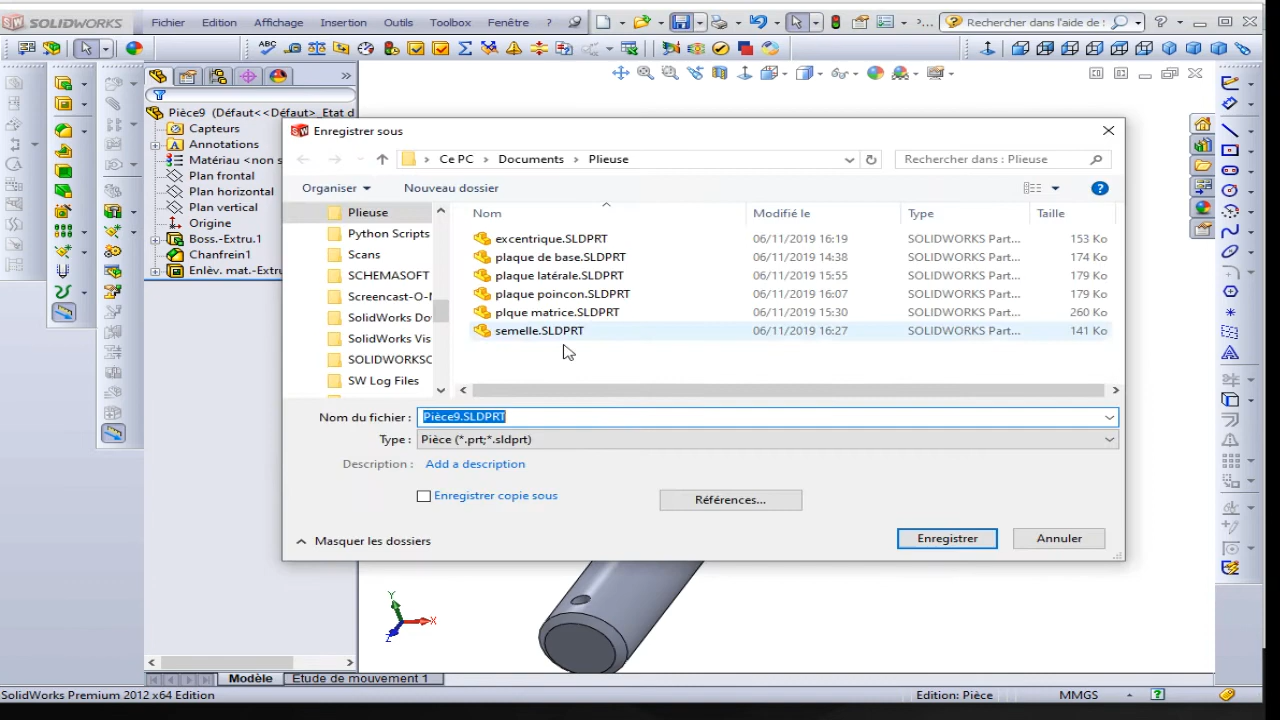 SOLIDWORKS
Fichier Edition Affichage Insertion Outils Toolbox Fenêtre ?
Rechercher dans l'aide de
Pièce9 (Défaut<<Défaut>_Etat d
Capteurs
Annotations
Matériau <non s
Plan frontal
Plan horizontal
Plan vertical
Origine
Boss.-Extru.1
Chanfrein1
Enlèv. mat.-Extru
Enregistrer sous
Ce PC > Documents > Plieuse
Rechercher dans : Plieuse
Organiser
Nouveau dossier
Plieuse
Python Scripts
Scans
SCHEMASOFT
Screencast-O-M
SolidWorks Do
SolidWorks Vis
SOLIDWORKSC
SW Log Files
Nom Modifié le Type Taille
excentrique.SLDPRT 06/11/2019 16:19 SOLIDWORKS Part... 153 Ko
plaque de base.SLDPRT 06/11/2019 14:38 SOLIDWORKS Part... 174 Ko
plaque latérale.SLDPRT 06/11/2019 15:55 SOLIDWORKS Part... 179 Ko
plaque poincon.SLDPRT 06/11/2019 16:07 SOLIDWORKS Part... 179 Ko
plque matrice.SLDPRT 06/11/2019 15:30 SOLIDWORKS Part... 260 Ko
semelle.SLDPRT 06/11/2019 16:27 SOLIDWORKS Part... 141 Ko
Nom du fichier : Pièce9.SLDPRT
Type : Pièce (*.prt;*.sldprt)
Description : Add a description
Enregistrer copie sous
Références...
Masquer les dossiers
Enregistrer
Annuler
Y
X
Z
Modèle Etude de mouvement 1
SolidWorks Premium 2012 x64 Edition
Edition: Pièce MMGS